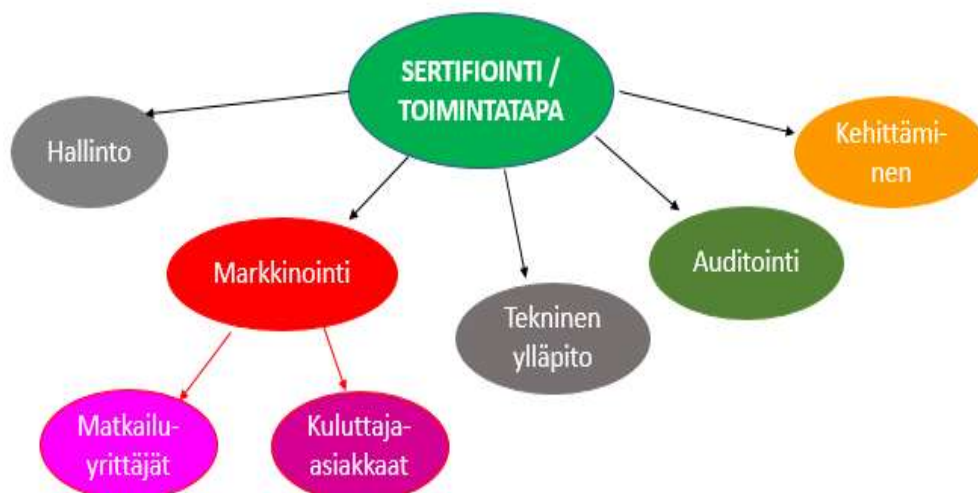 SERTIFIOINTI /
TOIMINTATAPA
Hallinto
Kehittämi-
nen
Markkinointi
Auditointi
Tekninen
ylläpito
Matkailu-
yrittäjät
Kuluttaja-
asiakkaat